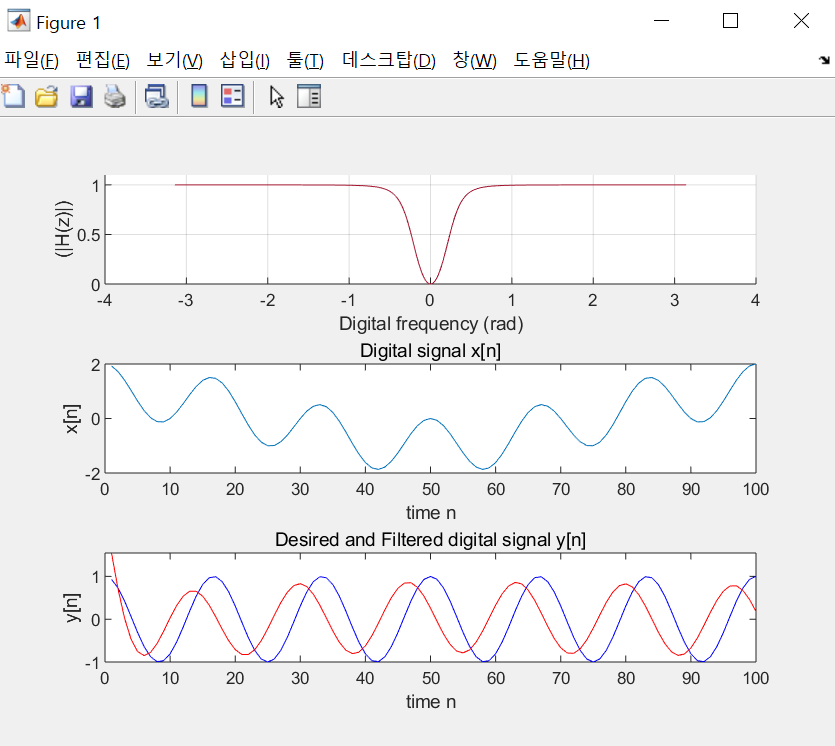 Figure 1
파일(F) 편집(E) 보기(V) 삽입(I) 툴(T) 데스크탑(D) 창(W) 도움말(H)
1
0.5
0
(|H(z)|)
-4 -3 -2 -1 0 1 2 3 4
Digital frequency (rad)
Digital signal x[n]
2
0
-2
x[n]
0 10 20 30 40 50 60 70 80 90 100
time n
Desired and Filtered digital signal y[n]
1
0
-1
y[n]
0 10 20 30 40 50 60 70 80 90 100
time n